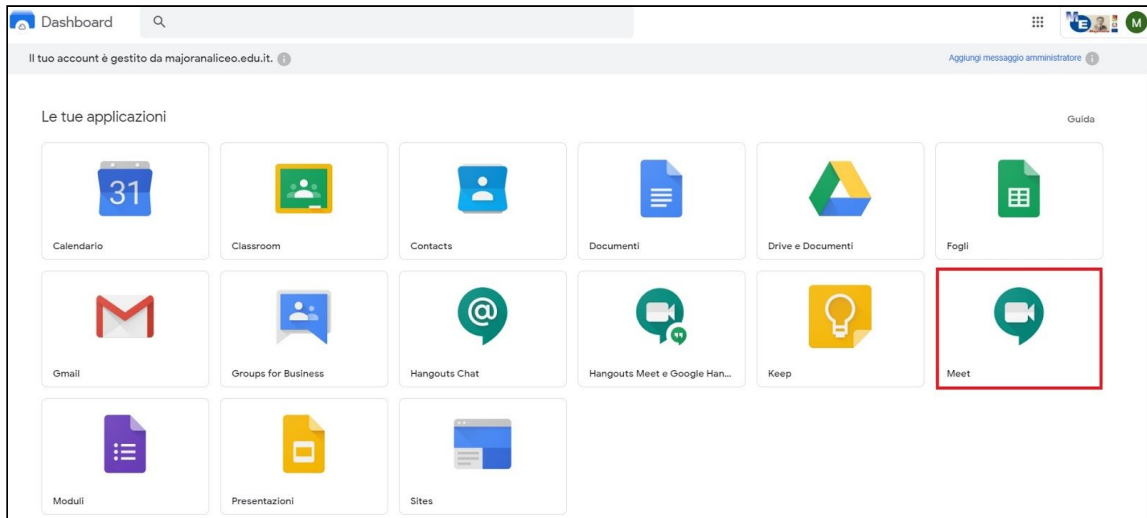 Dashboard
ME
M
Il tuo account è gestito da majoranaliceo.edu.it.
Aggiungi messaggio amministratore
Le tue applicazioni
Guida
31
Calendario
Classroom
Contacts
Documenti
Drive e Documenti
Fogli
@
Gmail
Groups for Business
Hangouts Chat
Hangouts Meet e Google Han...
Keep
Meet
Moduli
Presentazioni
Sites